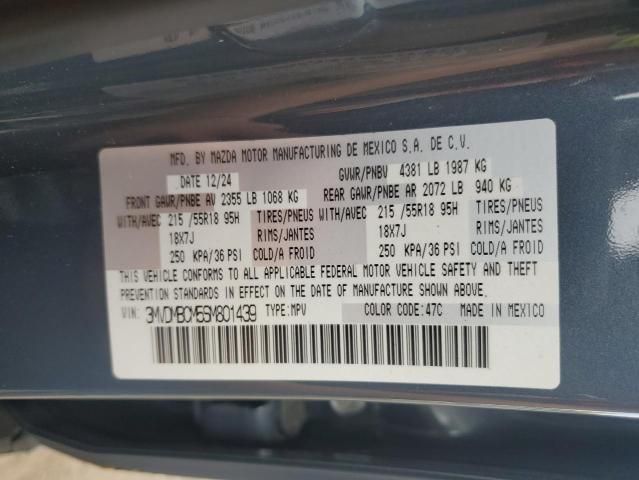 MFD. BY MAZDA MOTOR MANUFACTURING DE MEXICO S.A. DE C.V.
DATE 12/24 GVWR/PNBV 4381 LB 1987 KG
FRONT GAWR/PNBE AV 2355 LB 1068 KG REAR GAWR/PNBE AR 2072 LB 940 KG
WITH/AVEC 215 /55R18 95H TIRES/PNEUS WITH/AVEC 215 /55R18 95H TIRES/PNEUS
18X7J RIMS/JANTES 18X7J RIMS/JANTES
250 KPA/36 PSI COLD/A FROID 250 KPA/36 PSI COLD/A FROID
THIS VEHICLE CONFORMS TO ALL APPLICABLE FEDERAL MOTOR VEHICLE SAFETY AND THEFT
PREVENTION STANDARDS IN EFFECT ON THE DATE OF MANUFACTURE SHOWN ABOVE.
VIN: 3MVDMBCM5SM801439 TYPE:MPV COLOR CODE:47C MADE IN MEXICO